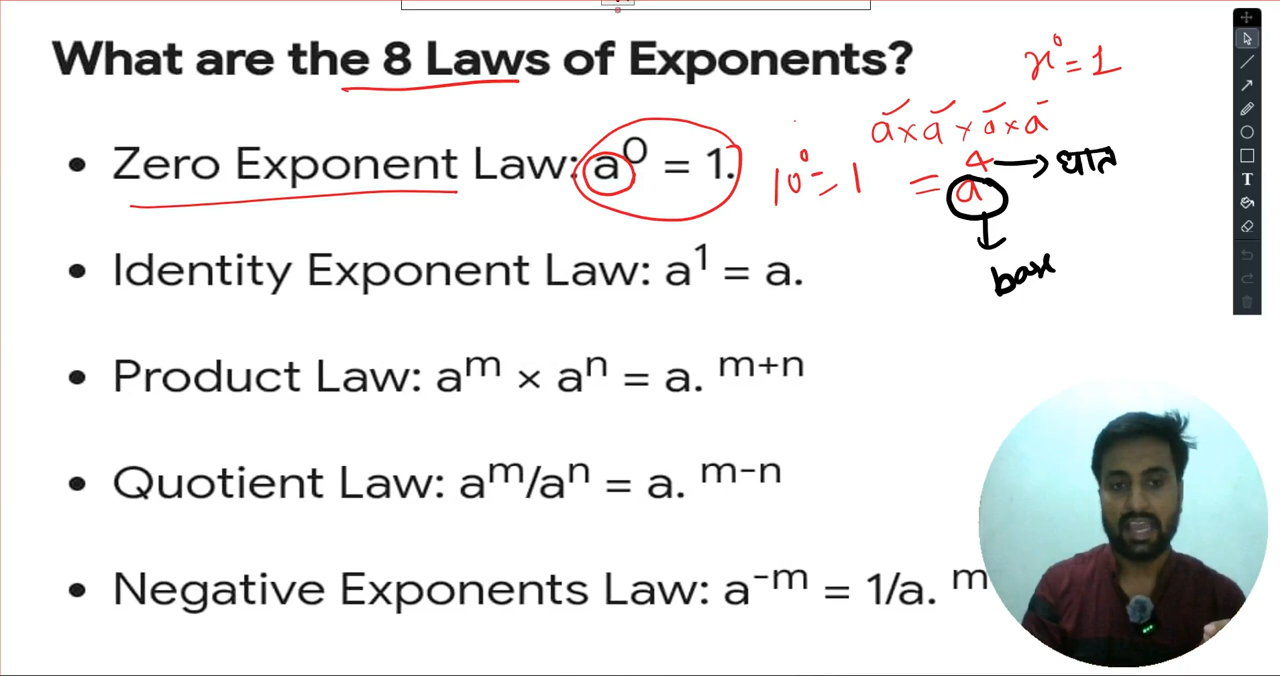 What are the 8 Laws of Exponents?
x⁰ = 1
a × a × a × a
• Zero Exponent Law: a⁰ = 1.
10⁰ = 1
= a⁴ → घात
base
• Identity Exponent Law: a¹ = a.
• Product Law: aᵐ × aⁿ = a. ᵐ⁺ⁿ
• Quotient Law: aᵐ/aⁿ = a. ᵐ⁻ⁿ
• Negative Exponents Law: a⁻ᵐ = 1/a. ᵐ
T